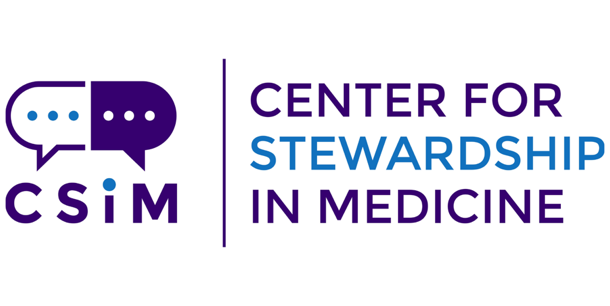 CSiM
CENTER FOR
STEWARDSHIP
IN MEDICINE